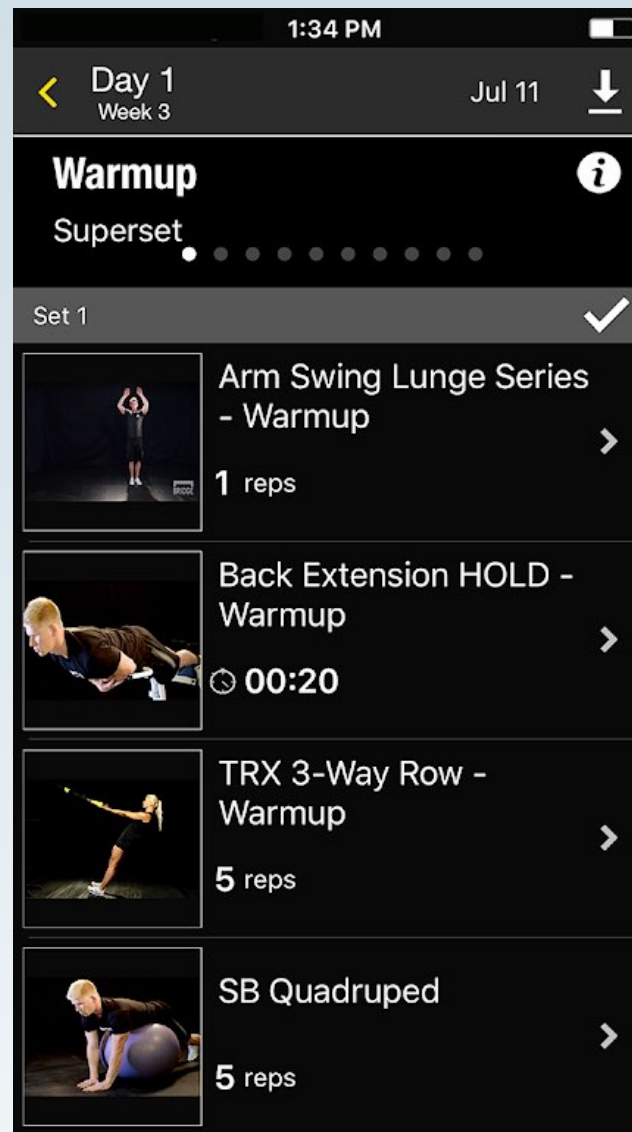 1:34 PM
Day 1
Week 3
Jul 11
Warmup
Superset
Set 1
Arm Swing Lunge Series
- Warmup
1 reps
BRIDGE
Back Extension HOLD -
Warmup
00:20
TRX 3-Way Row -
Warmup
5 reps
SB Quadruped
5 reps